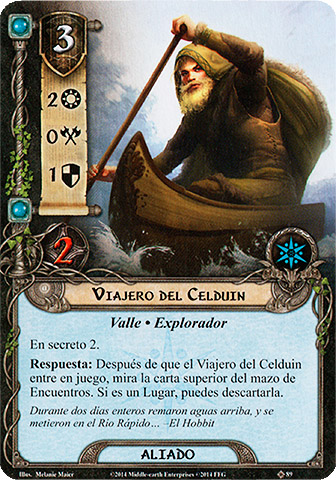 3
2
0
1
2
Viajero del Celduin
Valle • Explorador
En secreto 2.
Respuesta: Después de que el Viajero del Celduin
entre en juego, mira la carta superior del mazo de
Encuentros. Si es un Lugar, puedes descartarla.
Durante dos días enteros remaron aguas arriba, y se
metieron en el Río Rápido… –El Hobbit
ALIADO
Illus. Melanie Maier
©2014 Middle-earth Enterprises • 2014 FFG
89